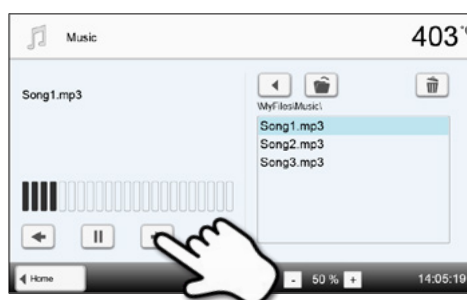 Music
403 °
Song1.mp3
\MyFiles\Music\
Song1.mp3
Song2.mp3
Song3.mp3
Home
- 50 % +
14:05:19